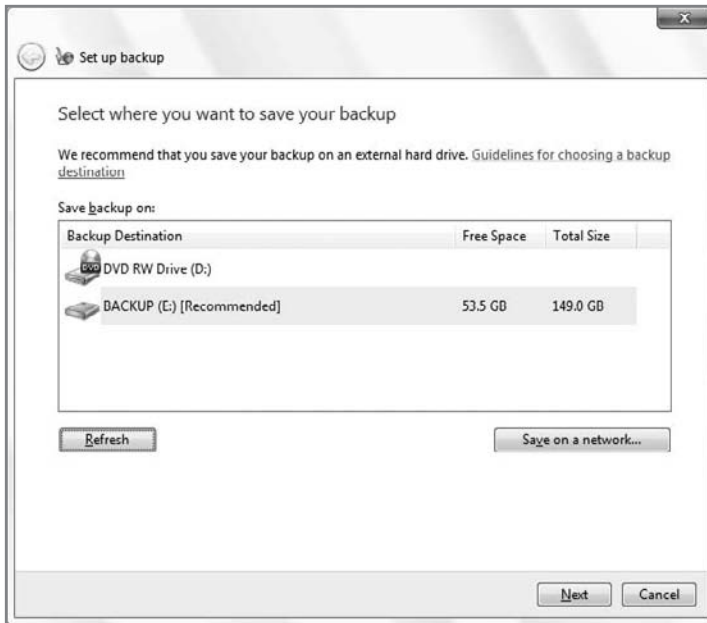 x
Set up backup
Select where you want to save your backup
We recommend that you save your backup on an external hard drive. Guidelines for choosing a backup
destination
Save backup on:
Backup Destination Free Space Total Size
DVD
DVD RW Drive (D:)
BACKUP (E:) [Recommended] 53.5 GB 149.0 GB
Refresh Save on a network...
Next Cancel